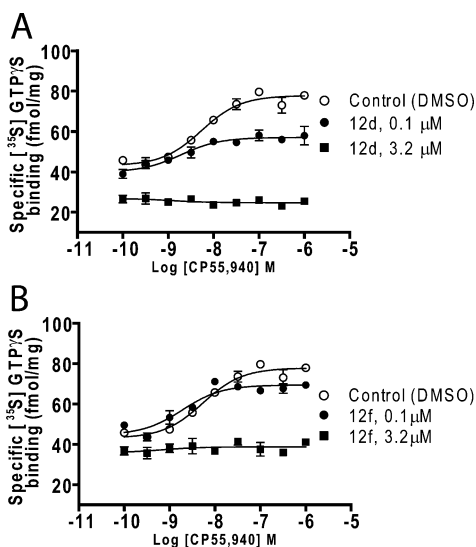 A
Specific [³⁵S] GTPγS
binding (fmol/mg)
100
80
60
40
20
-11 -10 -9 -8 -7 -6 -5
Log [CP55,940] M
Control (DMSO)
12d, 0.1 μM
12d, 3.2 μM
B
Specific [³⁵S] GTPγS
binding (fmol/mg)
100
80
60
40
20
-11 -10 -9 -8 -7 -6 -5
Log [CP55,940] M
Control (DMSO)
12f, 0.1μM
12f, 3.2μM